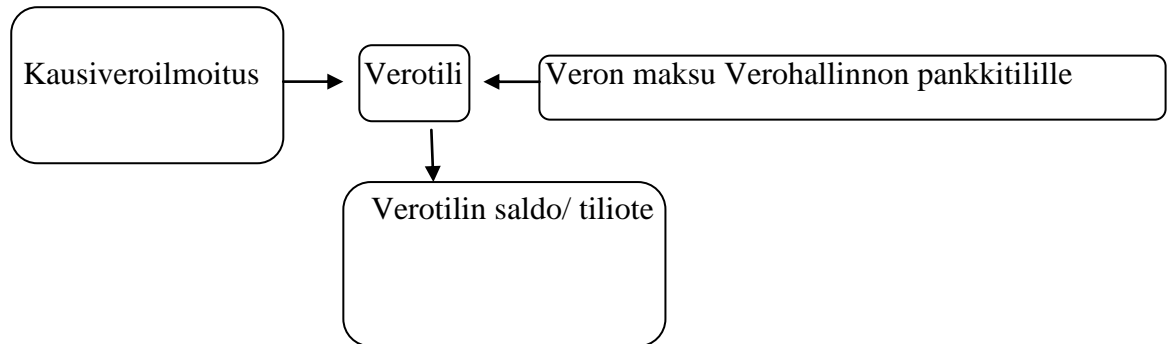 Kausiveroilmoitus
Verotili
Veron maksu Verohallinnon pankkitilille
Verotilin saldo/ tiliote